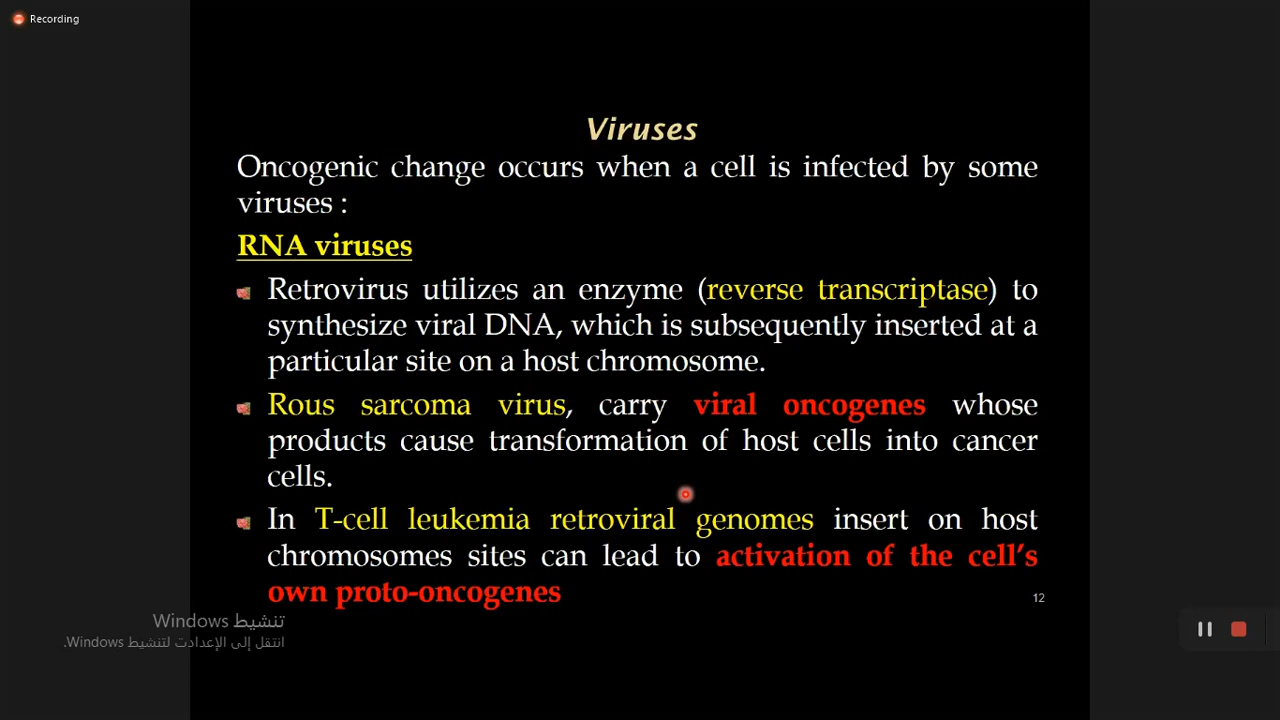 Recording
Viruses
Oncogenic change occurs when a cell is infected by some
viruses :
RNA viruses
Retrovirus utilizes an enzyme (reverse transcriptase) to
synthesize viral DNA, which is subsequently inserted at a
particular site on a host chromosome.
Rous sarcoma virus, carry viral oncogenes whose
products cause transformation of host cells into cancer
cells.
In T-cell leukemia retroviral genomes insert on host
chromosomes sites can lead to activation of the cell's
own proto-oncogenes
12
تنشيط Windows
انتقل إلى الإعدادت لتنشيط Windows.